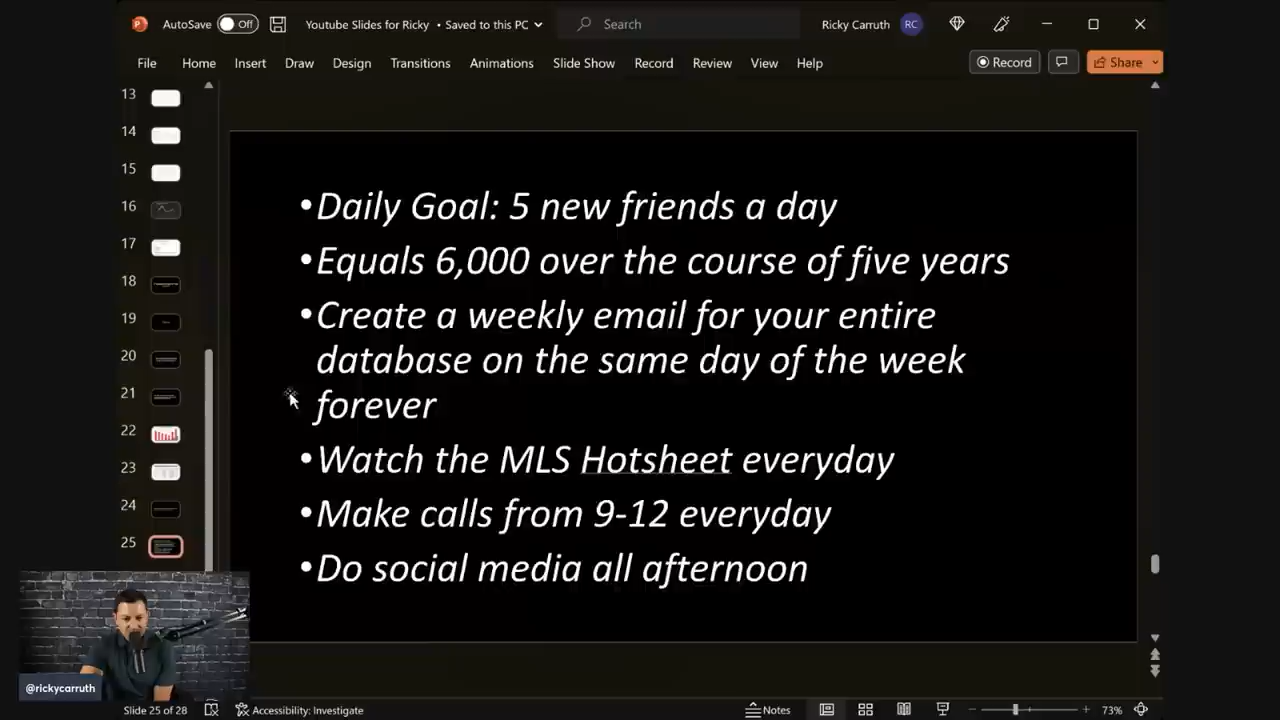 AutoSave Off Youtube Slides for Ricky • Saved to this PC Search Ricky Carruth RC
File Home Insert Draw Design Transitions Animations Slide Show Record Review View Help Record Share
13
14
15
16
17
18
19
20
21
22
23
24
25
•Daily Goal: 5 new friends a day
•Equals 6,000 over the course of five years
•Create a weekly email for your entire
database on the same day of the week
forever
•Watch the MLS Hotsheet everyday
•Make calls from 9-12 everyday
•Do social media all afternoon
@rickycarruth
Slide 25 of 28 Accessibility: Investigate Notes 73%